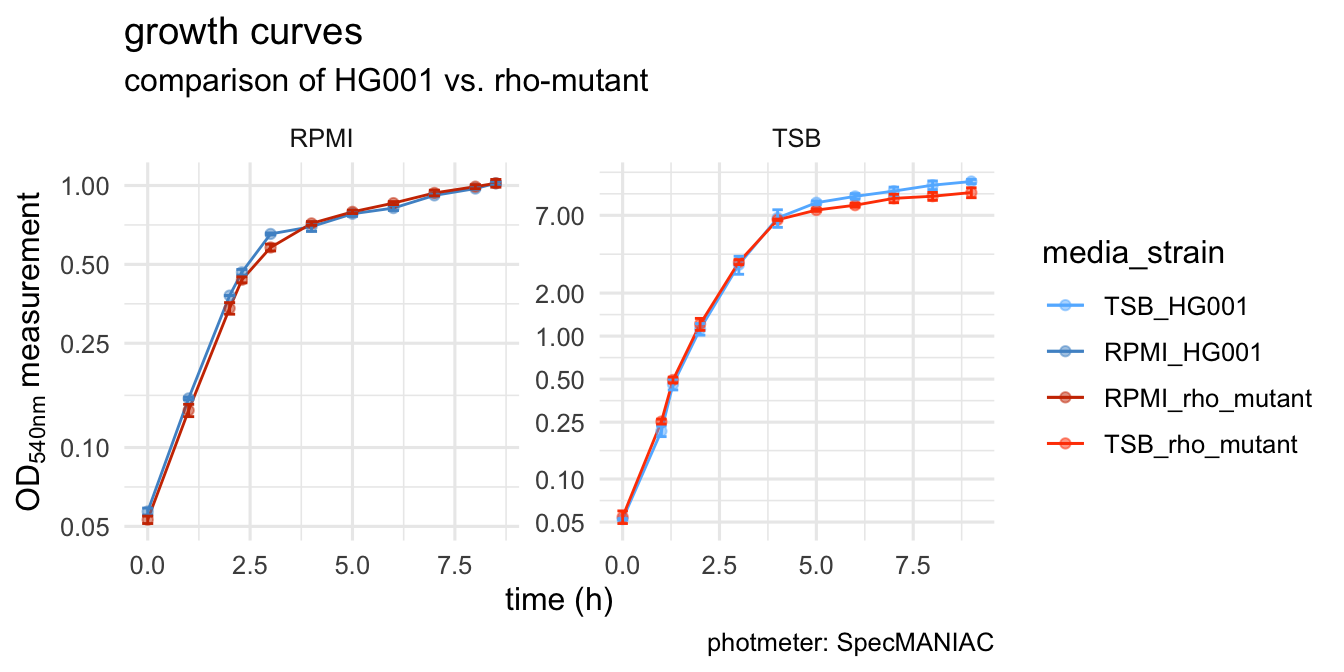 growth curves
comparison of HG001 vs. rho-mutant
RPMI
TSB
OD540nm measurement
1.00
0.50
0.25
0.10
0.05
0.0 2.5 5.0 7.5
7.00
2.00
1.00
0.50
0.25
0.10
0.05
0.0 2.5 5.0 7.5
time (h)
media_strain
TSB_HG001
RPMI_HG001
RPMI_rho_mutant
TSB_rho_mutant
photmeter: SpecMANIAC